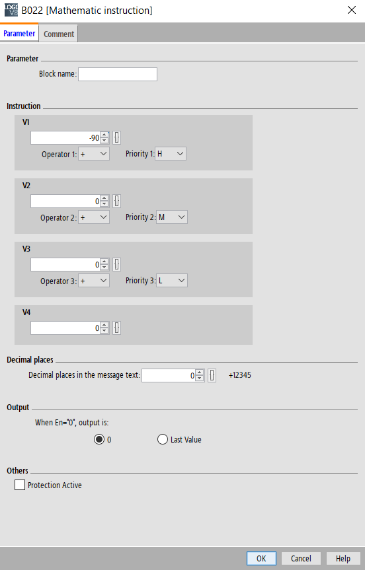 LOGO B022 [Mathematic instruction]
Parameter Comment
Parameter
Block name:
Instruction
V1
-90
Operator 1: + Priority 1: H
V2
0
Operator 2: + Priority 2: M
V3
0
Operator 3: + Priority 3: L
V4
0
Decimal places
Decimal places in the message text: 0 +12345
Output
When En="0", output is:
0 Last Value
Others
Protection Active
OK Cancel Help